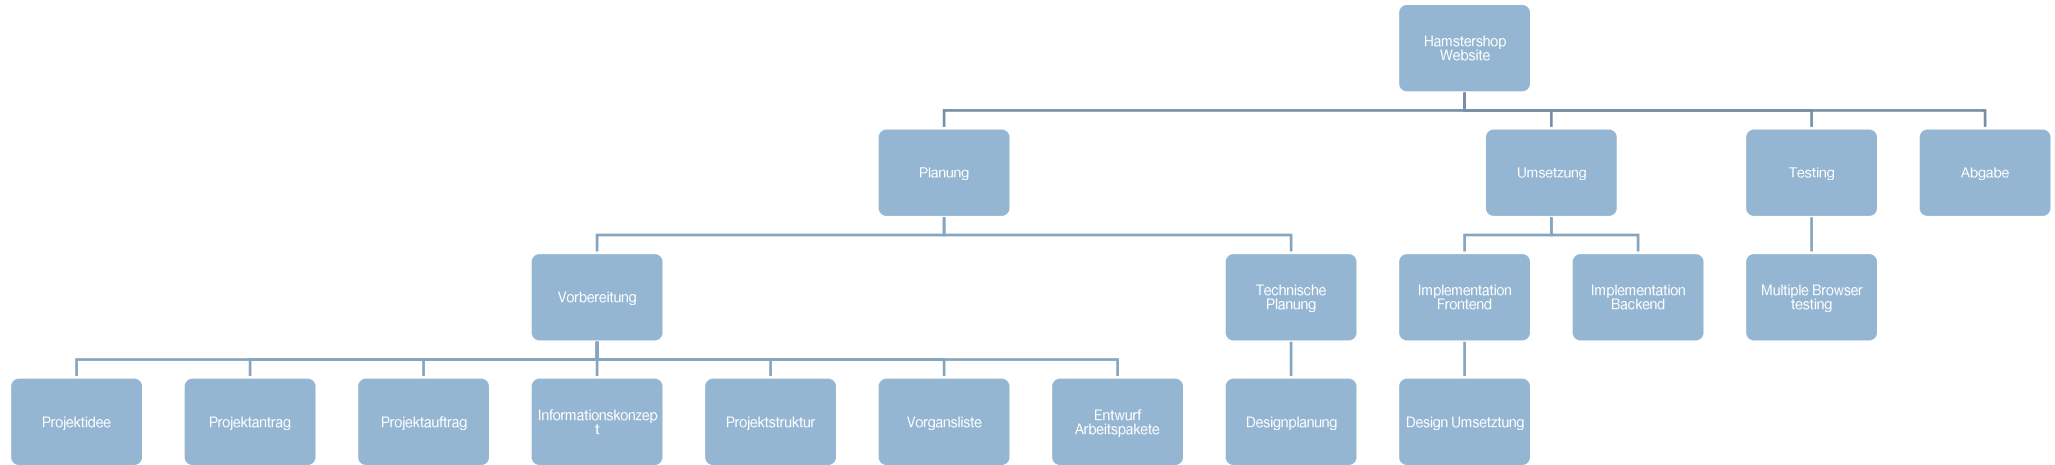 Hamstershop
Website
Planung
Umsetzung
Testing
Abgabe
Vorbereitung
Technische
Planung
Implementation
Frontend
Implementation
Backend
Multiple Browser
testing
Projektidee
Projektantrag
Projektauftrag
Informationskonzep
t
Projektstruktur
Vorgansliste
Entwurf
Arbeitspakete
Designplanung
Design Umsetztung